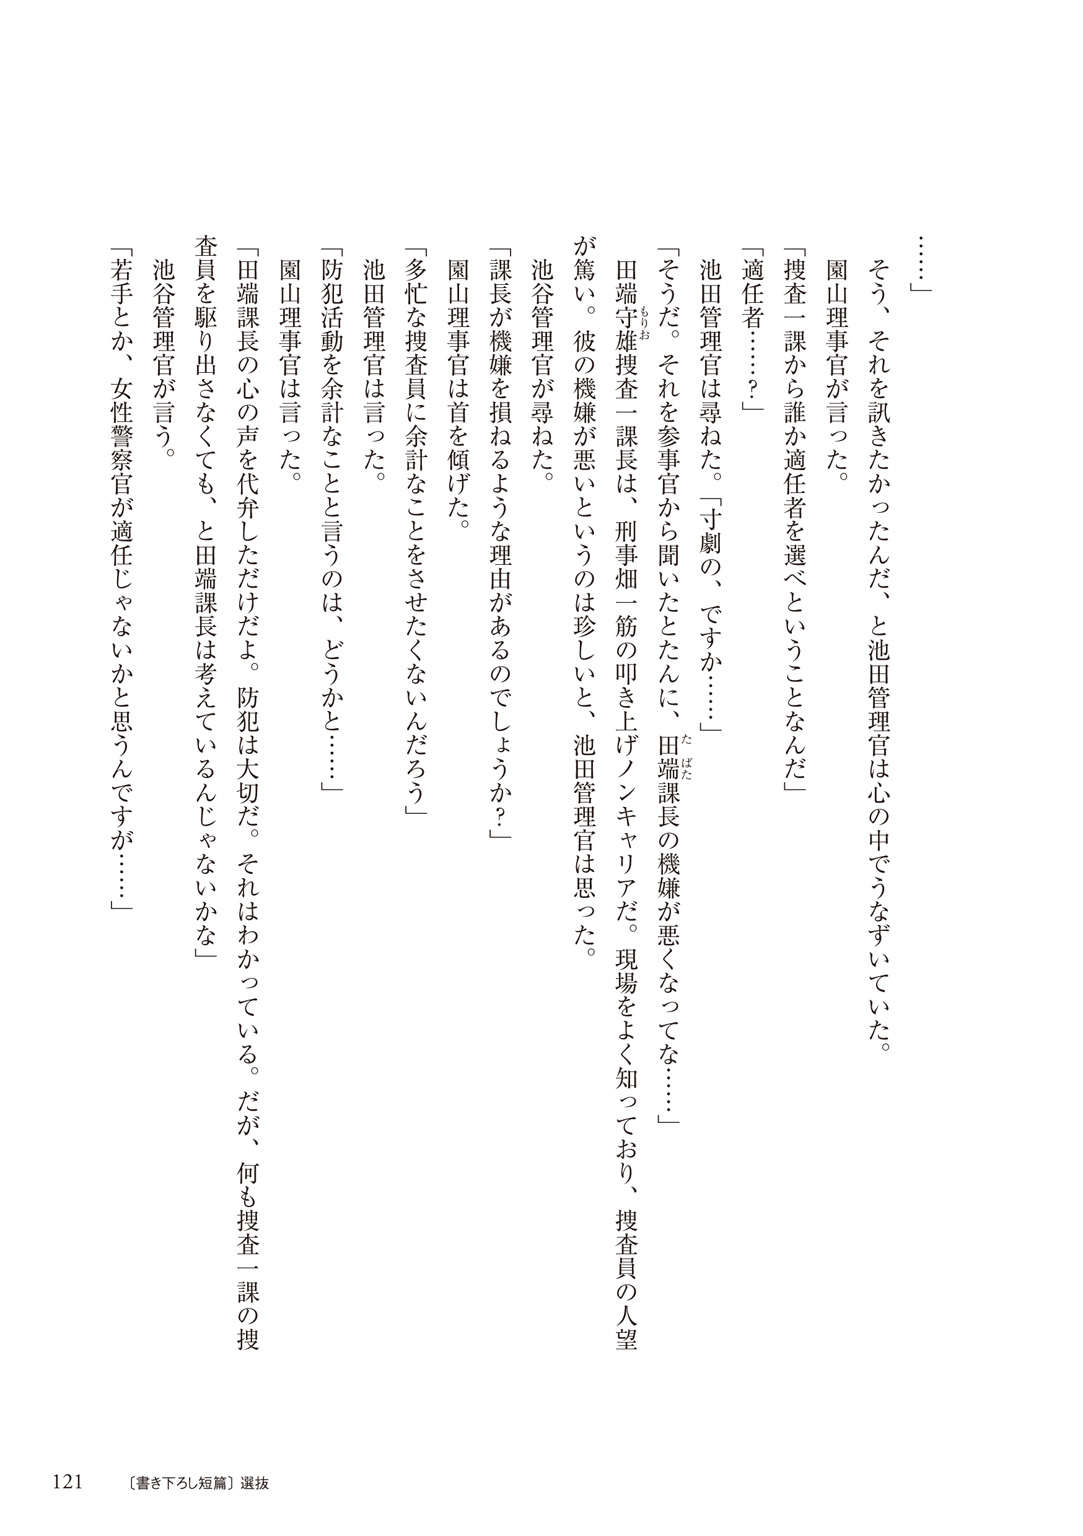 ……」
そう、それを訊きたかったんだ、と池田管理官は心の中でうなずいていた。
園山理事官が言った。
「捜査一課から誰か適任者を選べということなんだ」
「適任者……？」
池田管理官は尋ねた。「寸劇の、ですか……」
「そうだ。それを参事官から聞いたとたんに、田端課長の機嫌が悪くなってな……」
田端守雄捜査一課長は、刑事畑一筋の叩き上げノンキャリアだ。現場をよく知っており、捜査員の人望
が篤い。彼の機嫌が悪いというのは珍しいと、池田管理官は思った。
池谷管理官が尋ねた。
「課長が機嫌を損ねるような理由があるのでしょうか？」
園山理事官は首を傾げた。
「多忙な捜査員に余計なことをさせたくないんだろう」
池田管理官は言った。
「防犯活動を余計なことと言うのは、どうかと……」
園山理事官は言った。
「田端課長の心の声を代弁しただけだよ。防犯は大切だ。それはわかっている。だが、何も捜査一課の捜
査員を駆り出さなくても、と田端課長は考えているんじゃないかな」
池谷管理官が言う。
「若手とか、女性警察官が適任じゃないかと思うんですが……」
121 〔書き下ろし短篇〕選抜